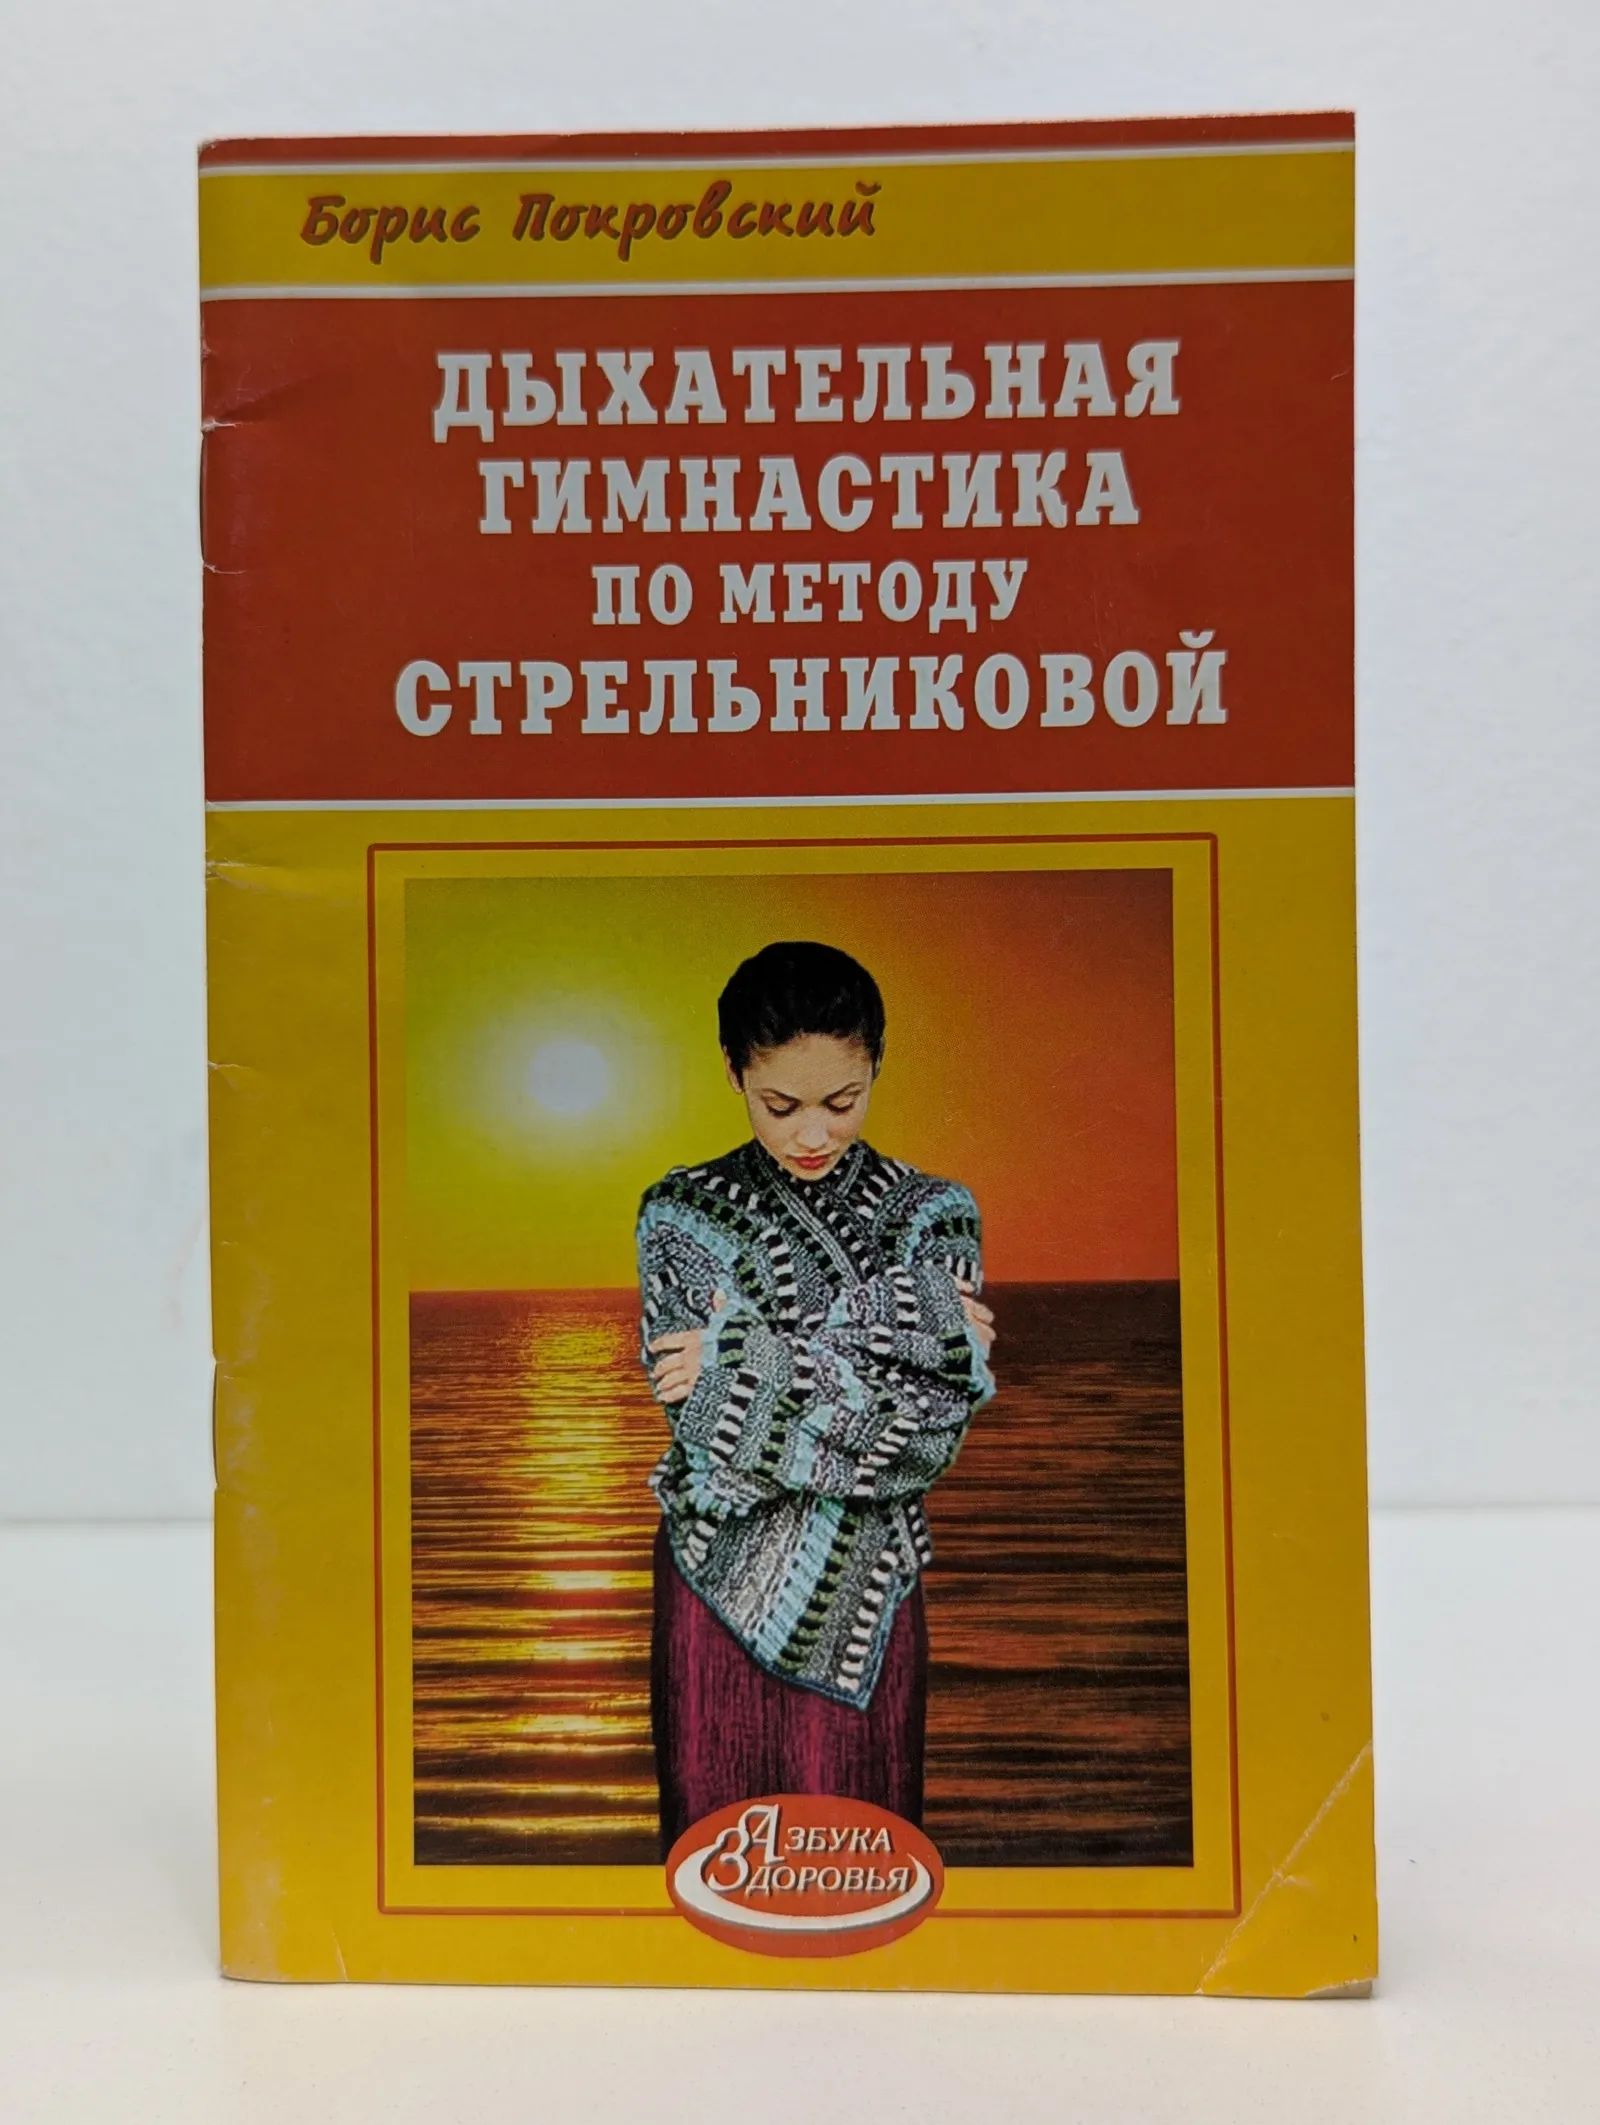 Борис Покровский
ДЫХАТЕЛЬНАЯ
ГИМНАСТИКА
ПО МЕТОДУ
СТРЕЛЬНИКОВОЙ
АЗБУКА
ЗДОРОВЬЯ